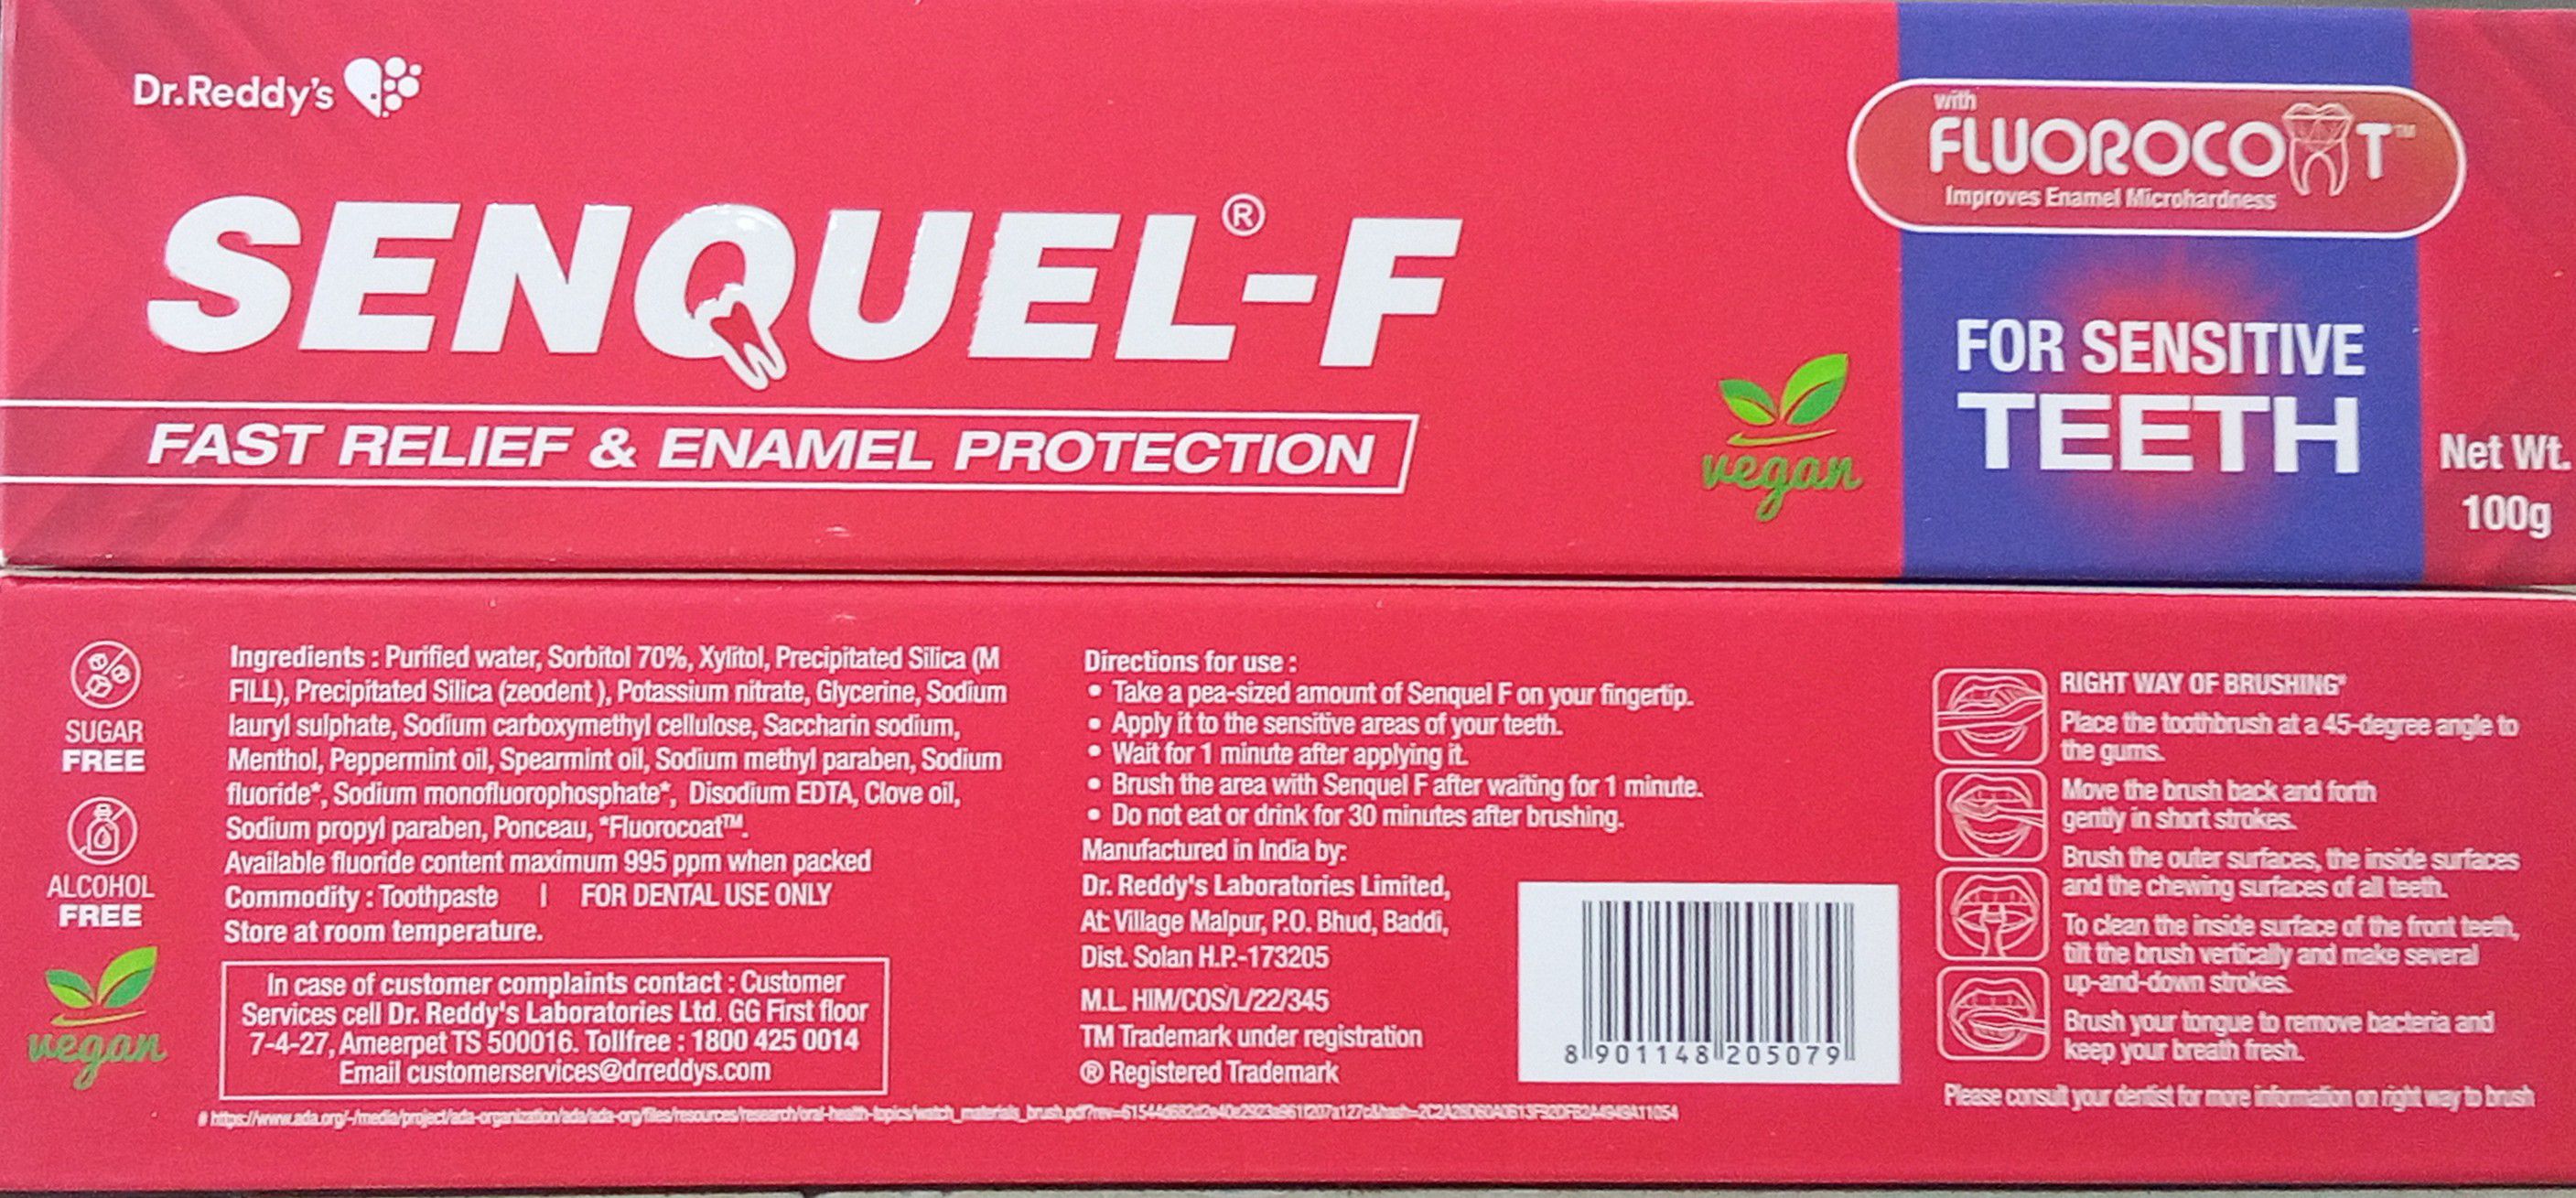 Dr.Reddy's
SENQUEL®-F
FAST RELIEF & ENAMEL PROTECTION
vegan
with
FLUOROCOAT™
Improves Enamel Microhardness
FOR SENSITIVE
TEETH
Net Wt.
100g
SUGAR
FREE
ALCOHOL
FREE
vegan
Ingredients : Purified water, Sorbitol 70%, Xylitol, Precipitated Silica (M
FILL), Precipitated Silica (zeodent ), Potassium nitrate, Glycerine, Sodium
lauryl sulphate, Sodium carboxymethyl cellulose, Saccharin sodium,
Menthol, Peppermint oil, Spearmint oil, Sodium methyl paraben, Sodium
fluoride*, Sodium monofluorophosphate*, Disodium EDTA, Clove oil,
Sodium propyl paraben, Ponceau, *Fluorocoat™.
Available fluoride content maximum 995 ppm when packed
Commodity : Toothpaste | FOR DENTAL USE ONLY
Store at room temperature.
In case of customer complaints contact : Customer
Services cell Dr. Reddy's Laboratories Ltd. GG First floor
7-4-27, Ameerpet TS 500016. Tollfree : 1800 425 0014
Email customerservices@drreddys.com
Directions for use :
• Take a pea-sized amount of Senquel F on your fingertip.
• Apply it to the sensitive areas of your teeth.
• Wait for 1 minute after applying it.
• Brush the area with Senquel F after waiting for 1 minute.
• Do not eat or drink for 30 minutes after brushing.
Manufactured in India by:
Dr. Reddy's Laboratories Limited,
At: Village Malpur, P.O. Bhud, Baddi,
Dist. Solan H.P.-173205
M.L. HIM/COS/L/22/345
TM Trademark under registration
® Registered Trademark
8 901148 205079
RIGHT WAY OF BRUSHING#
Place the toothbrush at a 45-degree angle to
the gums.
Move the brush back and forth
gently in short strokes.
Brush the outer surfaces, the inside surfaces
and the chewing surfaces of all teeth.
To clean the inside surface of the front teeth,
tilt the brush vertically and make several
up-and-down strokes.
Brush your tongue to remove bacteria and
keep your breath fresh.
Please consult your dentist for more information on right way to brush